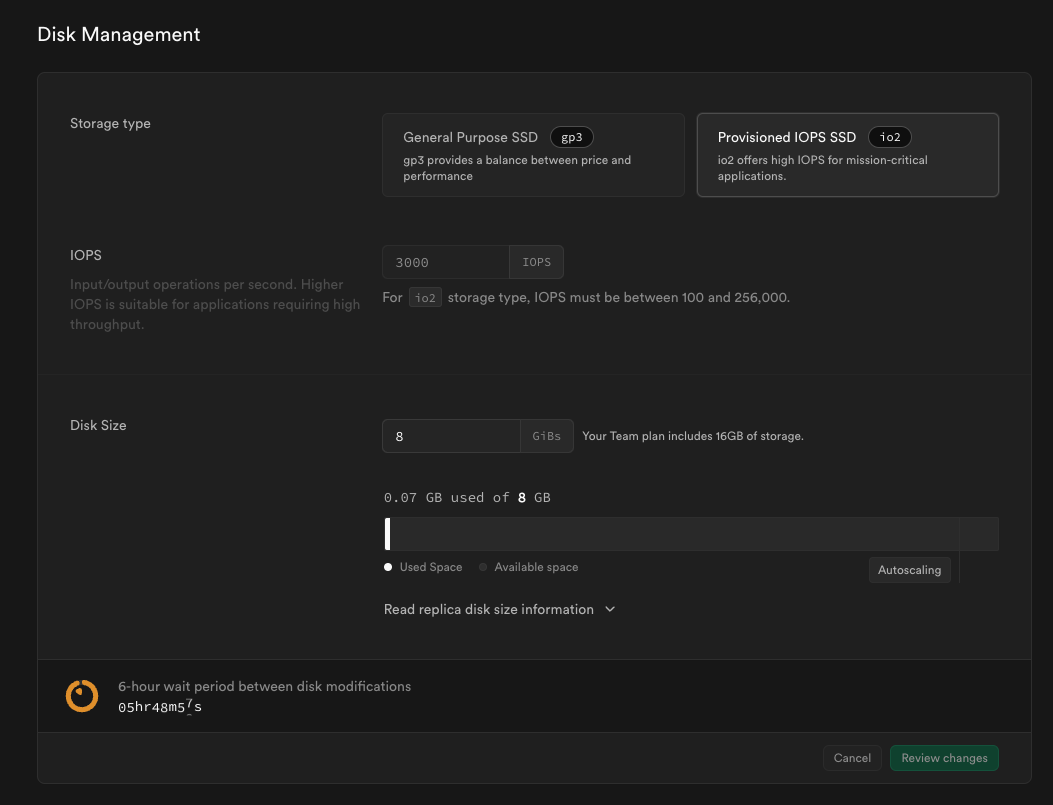 Disk Management
Storage type
General Purpose SSD gp3
gp3 provides a balance between price and
performance
Provisioned IOPS SSD io2
io2 offers high IOPS for mission-critical
applications.
IOPS
Input/output operations per second. Higher
IOPS is suitable for applications requiring high
throughput.
3000 IOPS
For io2 storage type, IOPS must be between 100 and 256,000.
Disk Size
8 GiBs Your Team plan includes 16GB of storage.
0.07 GB used of 8 GB
Used Space Available space
Autoscaling
Read replica disk size information
6-hour wait period between disk modifications
05hr48m57s
Cancel Review changes